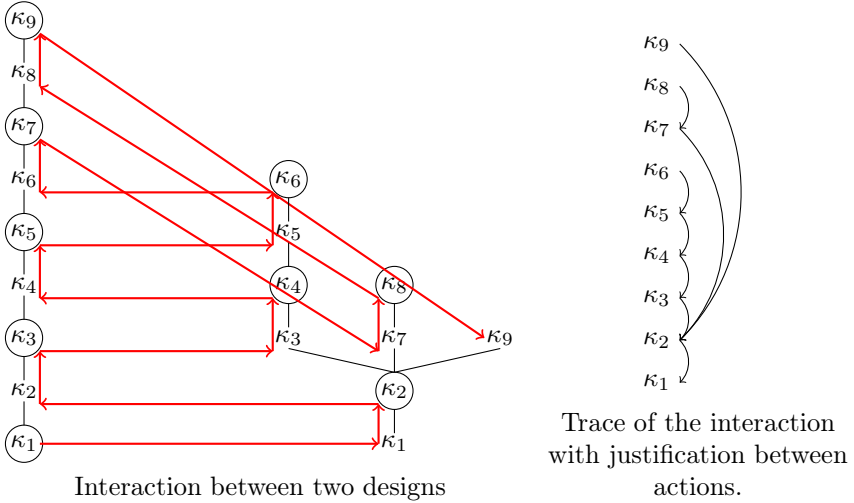 κ9
κ8
κ7
κ6
κ5
κ4
κ3
κ2
κ1
κ6
κ5
κ4
κ3
κ8
κ7
κ9
κ2
κ1
Interaction between two designs
κ9
κ8
κ7
κ6
κ5
κ4
κ3
κ2
κ1
Trace of the interaction
with justification between
actions.